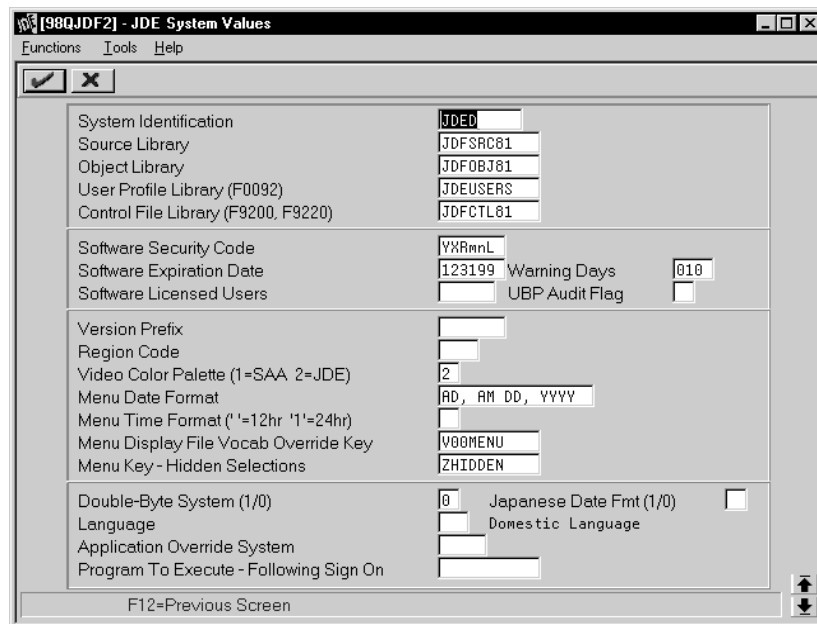 JDE [98QJDF2] - JDE System Values
Functions Tools Help
System Identification JDED
Source Library JDFSRC81
Object Library JDFOBJ81
User Profile Library (F0092) JDEUSERS
Control File Library (F9200, F9220) JDFCTL81
Software Security Code YXRmnL
Software Expiration Date 123199 Warning Days 010
Software Licensed Users UBP Audit Flag
Version Prefix
Region Code
Video Color Palette (1=SAA 2=JDE) 2
Menu Date Format AD, AM DD, YYYY
Menu Time Format (' '=12hr '1'=24hr)
Menu Display File Vocab Override Key V00MENU
Menu Key - Hidden Selections ZHIDDEN
Double-Byte System (1/0) 0 Japanese Date Fmt (1/0)
Language Domestic Language
Application Override System
Program To Execute - Following Sign On
F12=Previous Screen